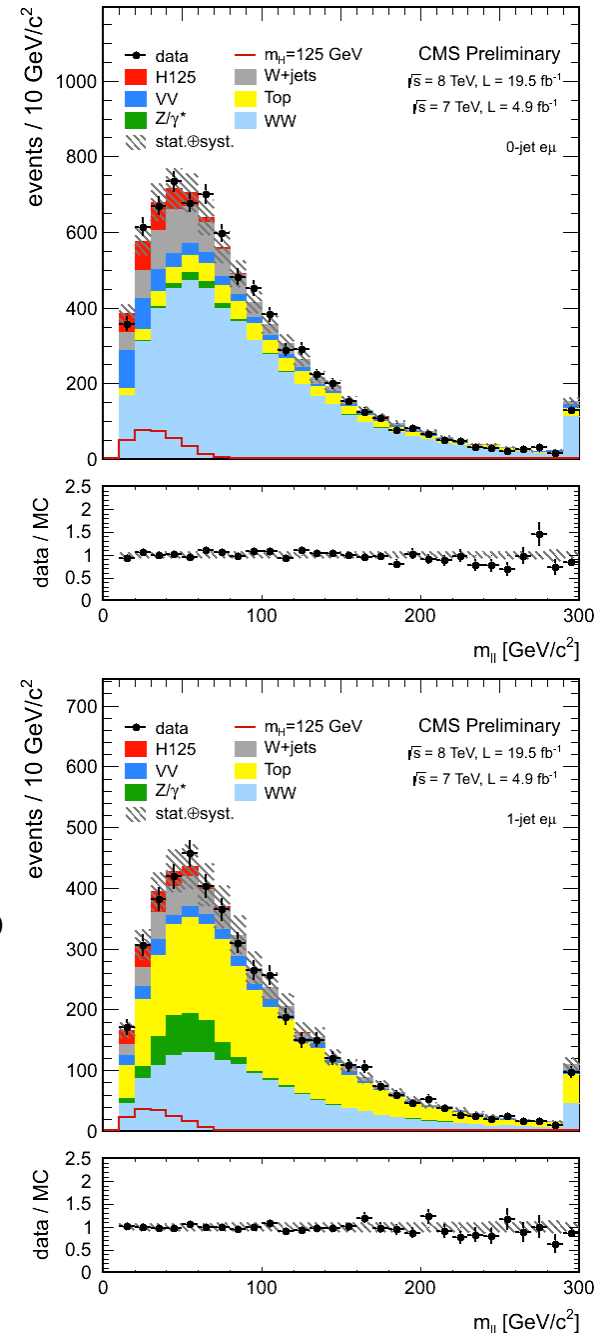 events / 10 GeV/c²
1000
800
600
400
200
0
data
H125
VV
Z/γ*
stat.⊕syst.
m_H=125 GeV
W+jets
Top
WW
CMS Preliminary
√s = 8 TeV, L = 19.5 fb⁻¹
√s = 7 TeV, L = 4.9 fb⁻¹
0-jet eμ
data / MC
2.5
2
1.5
1
0.5
0
0 100 200 300
m_ll [GeV/c²]
events / 10 GeV/c²
700
600
500
400
300
200
100
0
data
H125
VV
Z/γ*
stat.⊕syst.
m_H=125 GeV
W+jets
Top
WW
CMS Preliminary
√s = 8 TeV, L = 19.5 fb⁻¹
√s = 7 TeV, L = 4.9 fb⁻¹
1-jet eμ
data / MC
2.5
2
1.5
1
0.5
0
0 100 200 300
m_ll [GeV/c²]